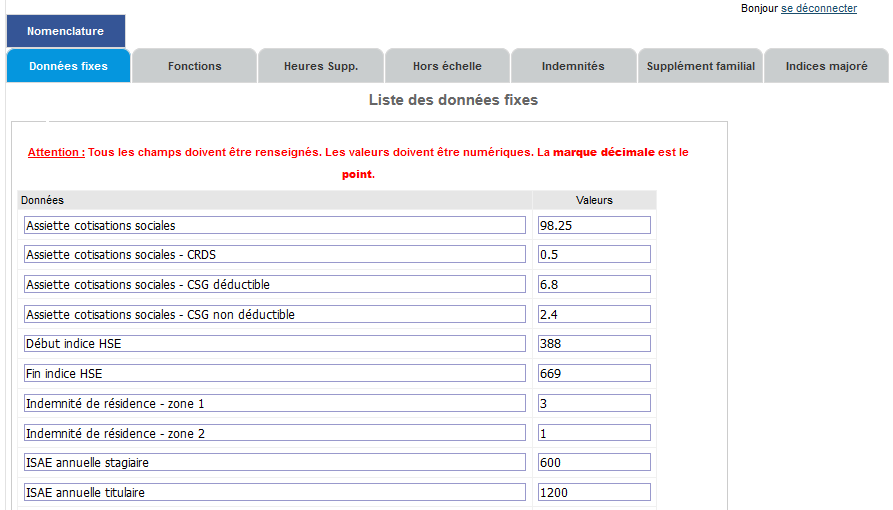 Bonjour se déconnecter
Nomenclature
Données fixes Fonctions Heures Supp. Hors échelle Indemnités Supplément familial Indices majoré
Liste des données fixes
Attention : Tous les champs doivent être renseignés. Les valeurs doivent être numériques. La marque décimale est le
point.
Données Valeurs
Assiette cotisations sociales 98.25
Assiette cotisations sociales - CRDS 0.5
Assiette cotisations sociales - CSG déductible 6.8
Assiette cotisations sociales - CSG non déductible 2.4
Début indice HSE 388
Fin indice HSE 669
Indemnité de résidence - zone 1 3
Indemnité de résidence - zone 2 1
ISAE annuelle stagiaire 600
ISAE annuelle titulaire 1200